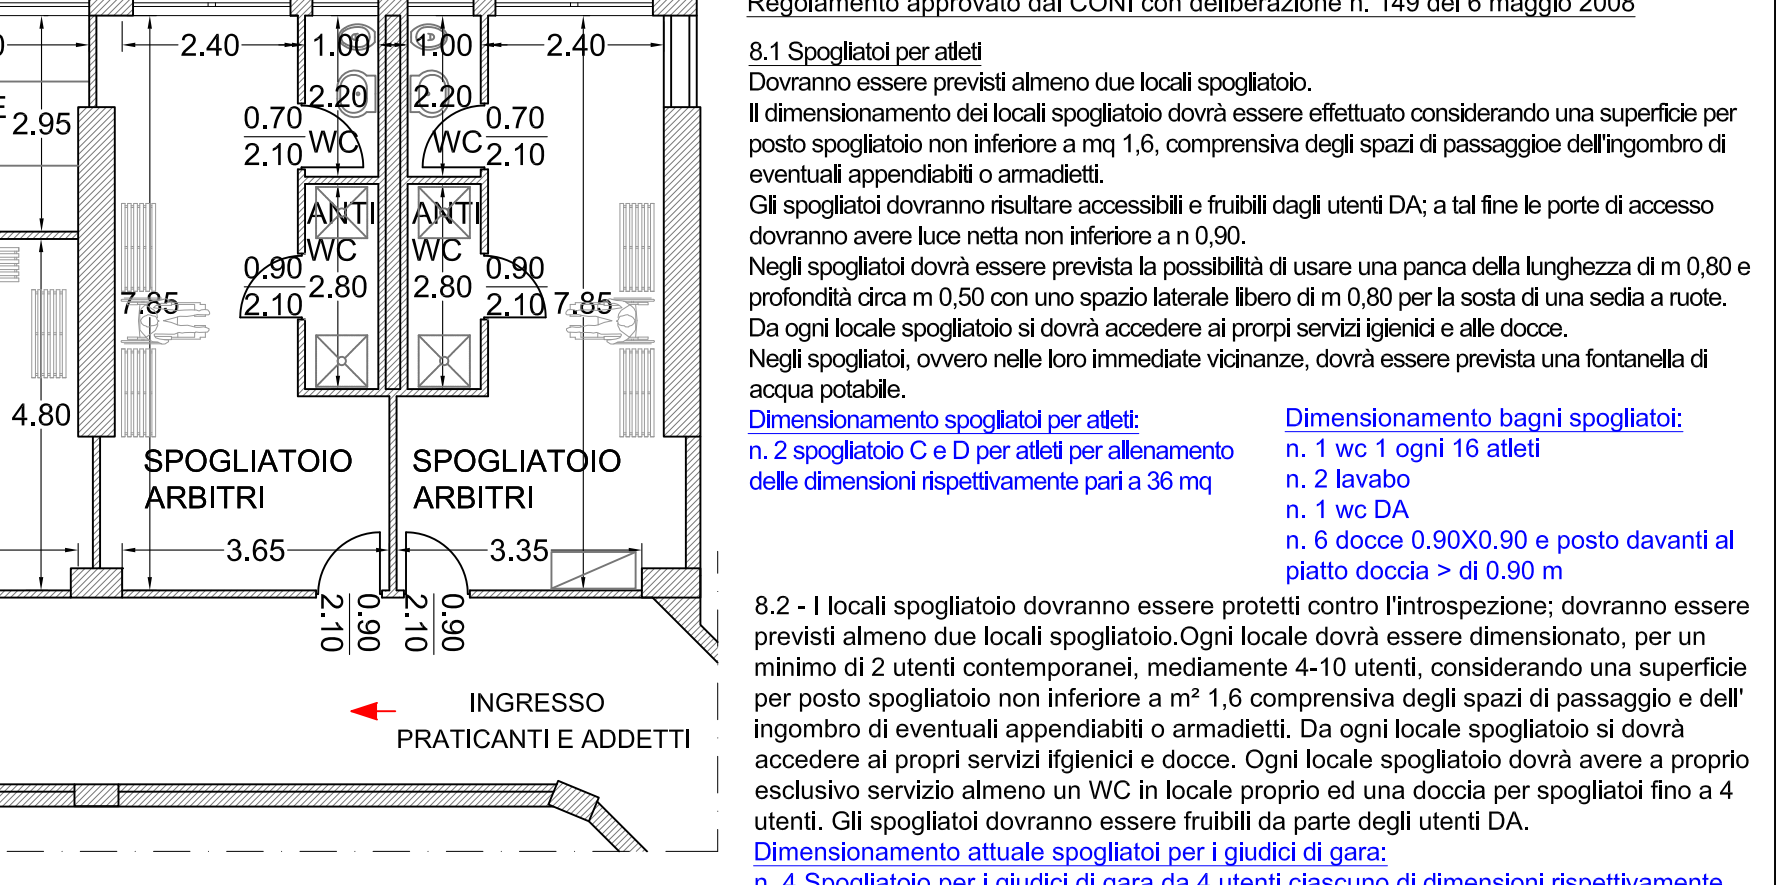 2.40
1.00
1.00
2.40
2.20
2.20
2.95
0.70
2.10
WC
WC
0.70
2.10
ANTI
WC
ANTI
WC
0.90
2.10
2.80
2.80
0.90
2.10
7.85
7.85
4.80
SPOGLIATOIO
ARBITRI
SPOGLIATOIO
ARBITRI
3.65
3.35
0.90
2.10
0.90
2.10
INGRESSO
PRATICANTI E ADDETTI
Regolamento approvato dal CONI con deliberazione n. 149 del 6 maggio 2008
8.1 Spogliatoi per atleti
Dovranno essere previsti almeno due locali spogliatoio.
Il dimensionamento dei locali spogliatoio dovrà essere effettuato considerando una superficie per
posto spogliatoio non inferiore a mq 1,6, comprensiva degli spazi di passaggioe dell'ingombro di
eventuali appendiabiti o armadietti.
Gli spogliatoi dovranno risultare accessibili e fruibili dagli utenti DA; a tal fine le porte di accesso
dovranno avere luce netta non inferiore a n 0,90.
Negli spogliatoi dovrà essere prevista la possibilità di usare una panca della lunghezza di m 0,80 e
profondità circa m 0,50 con uno spazio laterale libero di m 0,80 per la sosta di una sedia a ruote.
Da ogni locale spogliatoio si dovrà accedere ai prorpi servizi igienici e alle docce.
Negli spogliatoi, ovvero nelle loro immediate vicinanze, dovrà essere prevista una fontanella di
acqua potabile.
Dimensionamento spogliatoi per atleti:
n. 2 spogliatoio C e D per atleti per allenamento
delle dimensioni rispettivamente pari a 36 mq
Dimensionamento bagni spogliatoi:
n. 1 wc 1 ogni 16 atleti
n. 2 lavabo
n. 1 wc DA
n. 6 docce 0.90X0.90 e posto davanti al
piatto doccia > di 0.90 m
8.2 - I locali spogliatoio dovranno essere protetti contro l'introspezione; dovranno essere
previsti almeno due locali spogliatoio.Ogni locale dovrà essere dimensionato, per un
minimo di 2 utenti contemporanei, mediamente 4-10 utenti, considerando una superficie
per posto spogliatoio non inferiore a m² 1,6 comprensiva degli spazi di passaggio e dell'
ingombro di eventuali appendiabiti o armadietti. Da ogni locale spogliatoio si dovrà
accedere ai propri servizi ifgienici e docce. Ogni locale spogliatoio dovrà avere a proprio
esclusivo servizio almeno un WC in locale proprio ed una doccia per spogliatoi fino a 4
utenti. Gli spogliatoi dovranno essere fruibili da parte degli utenti DA.
Dimensionamento attuale spogliatoi per i giudici di gara:
n. 4 Spogliatoio per i giudici di gara da 4 utenti ciascuno di dimensioni rispettivamente